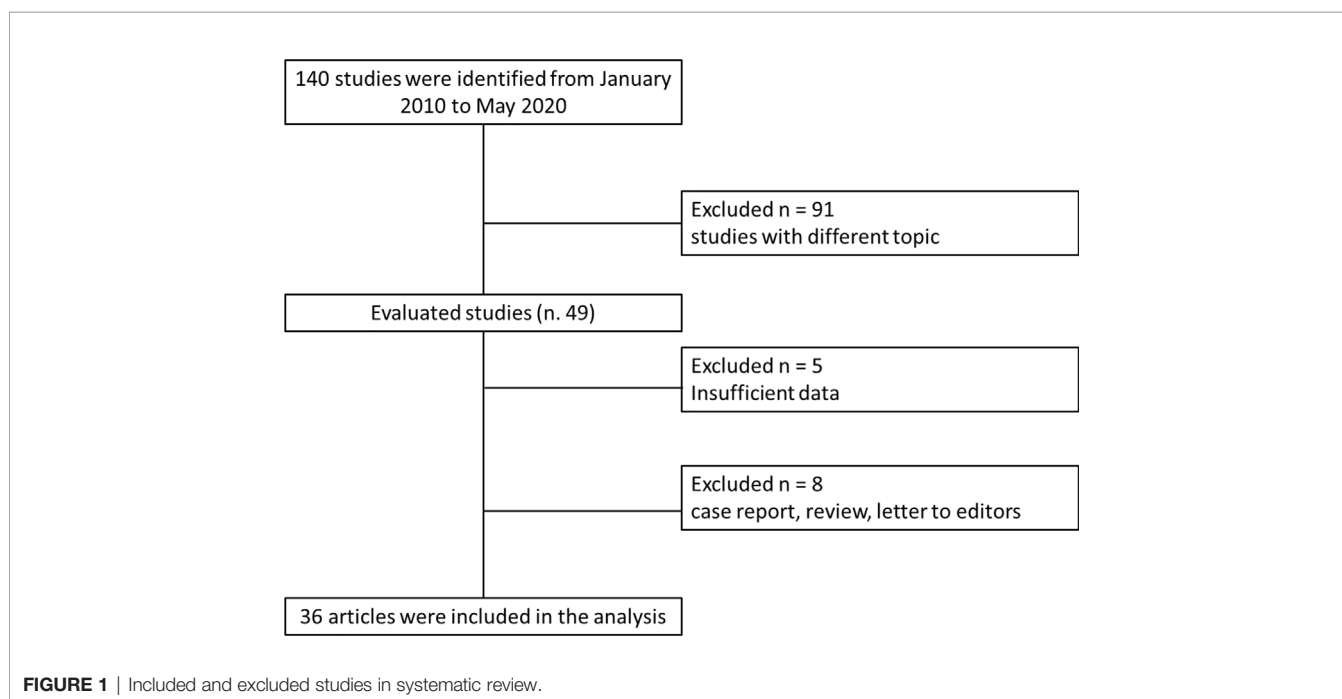 140 studies were identified from January
2010 to May 2020
Excluded n = 91
studies with different topic
Evaluated studies (n. 49)
Excluded n = 5
Insufficient data
Excluded n = 8
case report, review, letter to editors
36 articles were included in the analysis
FIGURE 1 | Included and excluded studies in systematic review.